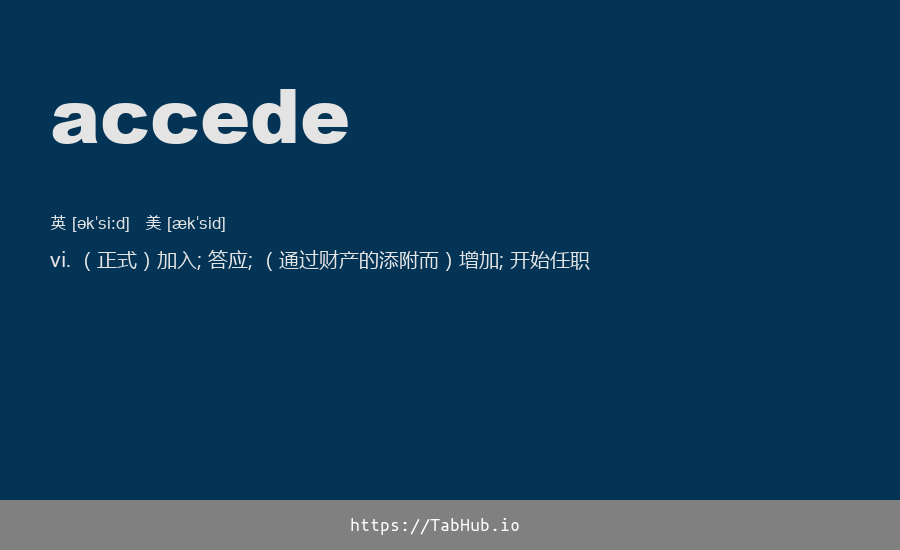 accede
英 [əkˈsiːd] 美 [ækˈsid]
vi. （正式）加入; 答应; （通过财产的添附而）增加; 开始任职
https://TabHub.io